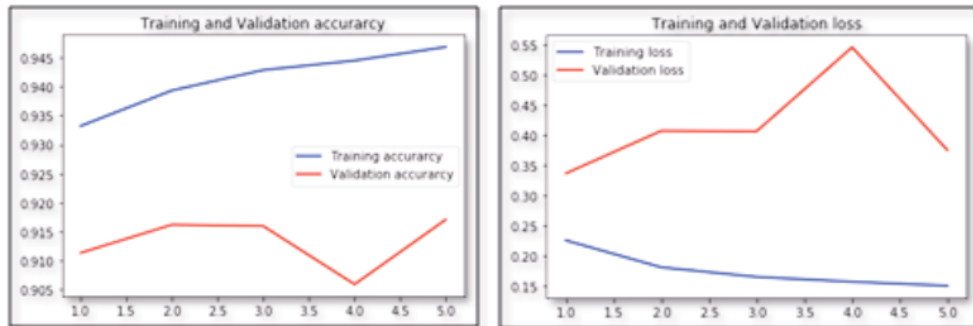 Training and Validation accurarcy
0.945
0.940
0.935
0.930
0.925
0.920
0.915
0.910
0.905
Training accurarcy
Validation accurarcy
1.0 1.5 2.0 2.5 3.0 3.5 4.0 4.5 5.0
Training and Validation loss
0.55
0.50
0.45
0.40
0.35
0.30
0.25
0.20
0.15
Training loss
Validation loss
1.0 1.5 2.0 2.5 3.0 3.5 4.0 4.5 5.0